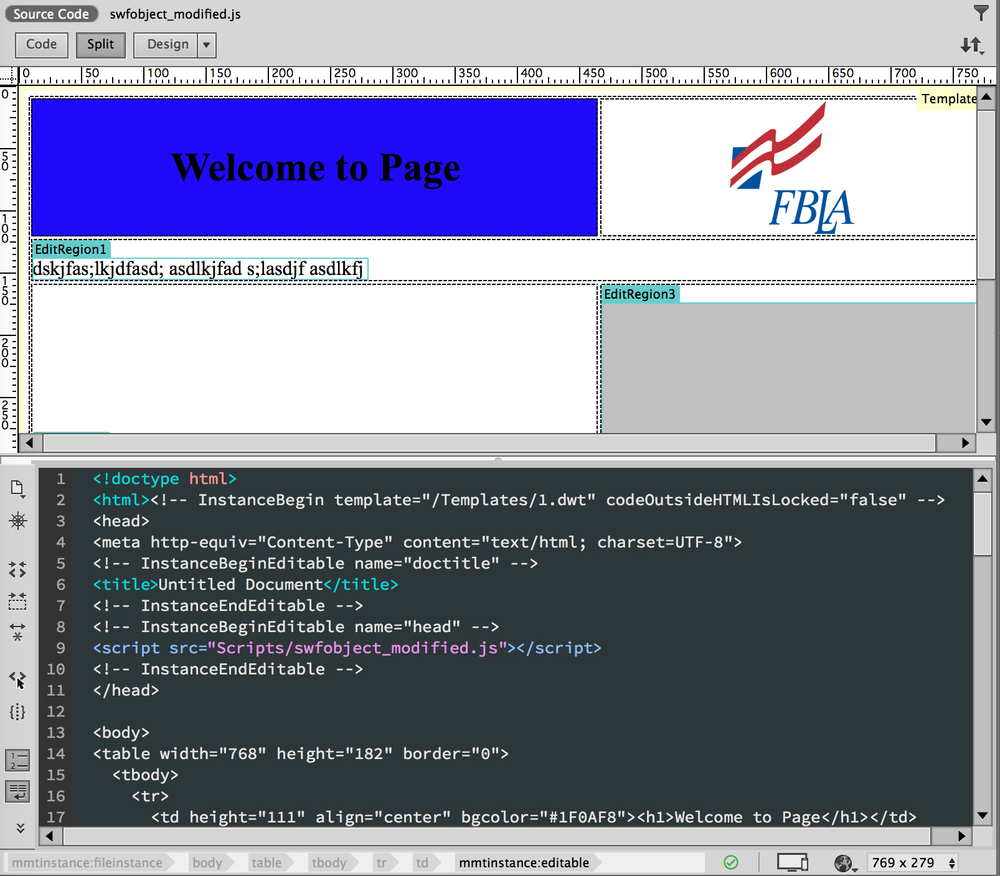 Source Code swfobject_modified.js
Code Split Design
0 50 100 150 200 250 300 350 400 450 500 550 600 650 700 750
0
50
100
150
200
250
Template
Welcome to Page
FBLA
EditRegion1
dskjfas;lkjdfasd; asdlkjfad s;lasdjf asdlkfj
EditRegion3
1 <!doctype html>
2 <html><!-- InstanceBegin template="/Templates/1.dwt" codeOutsideHTMLIsLocked="false" -->
3 <head>
4 <meta http-equiv="Content-Type" content="text/html; charset=UTF-8">
5 <!-- InstanceBeginEditable name="doctitle" -->
6 <title>Untitled Document</title>
7 <!-- InstanceEndEditable -->
8 <!-- InstanceBeginEditable name="head" -->
9 <script src="Scripts/swfobject_modified.js"></script>
10 <!-- InstanceEndEditable -->
11 </head>
12
13 <body>
14 <table width="768" height="182" border="0">
15 <tbody>
16 <tr>
17 <td height="111" align="center" bgcolor="#1F0AF8"><h1>Welcome to Page</h1></td>
mmtinstance:fileinstance body table tbody tr td mmtinstance:editable 769 x 279